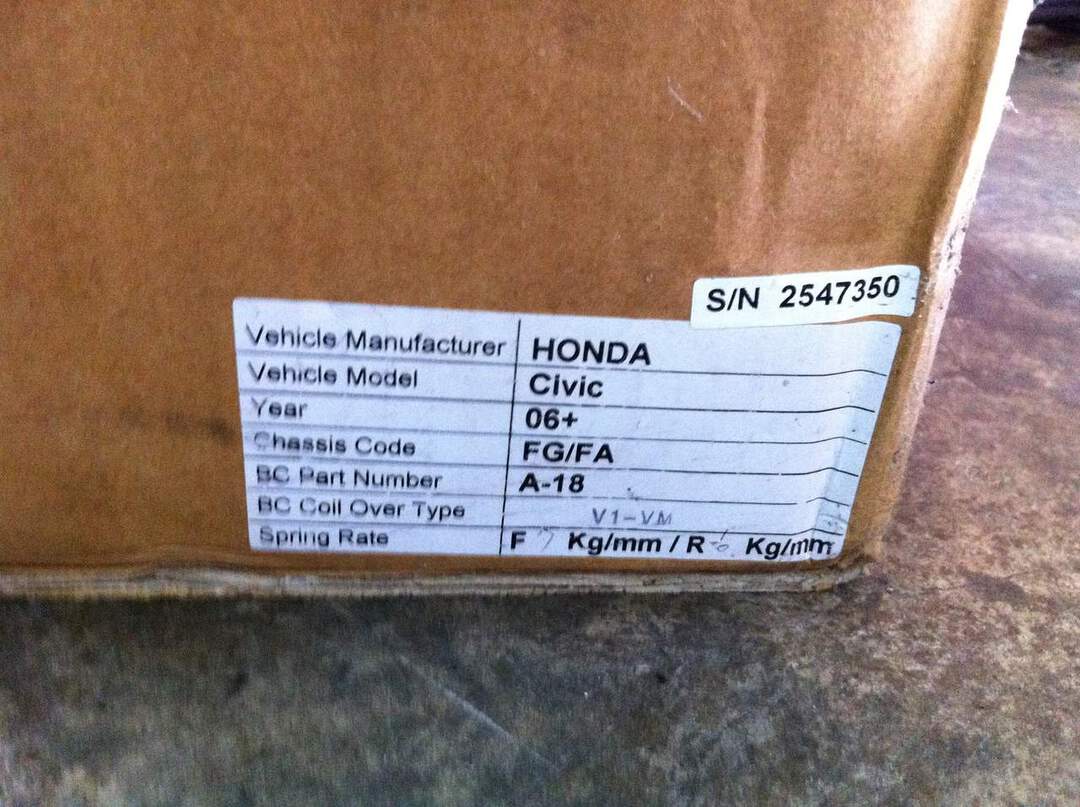 S/N 2547350
Vehicle Manufacturer HONDA
Vehicle Model Civic
Year 06+
Chassis Code FG/FA
BC Part Number A-18
BC Coil Over Type V1-VM
Spring Rate F 7 Kg/mm / R Kg/mm